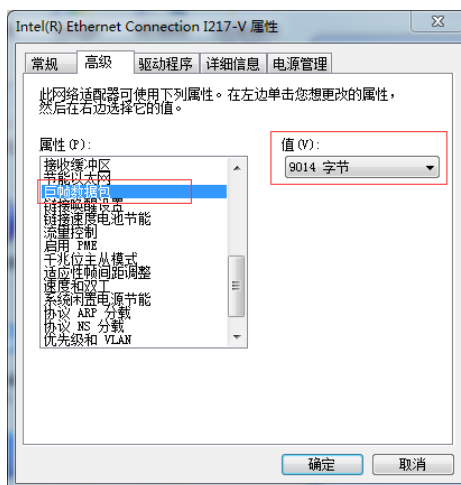 Intel(R) Ethernet Connection I217-V 属性
常规 高级 驱动程序 详细信息 电源管理
此网络适配器可使用下列属性。在左边单击您想更改的属性，
然后在右边选择它的值。
属性(P): 值(V):
接收缓冲区 9014 字节
节能以太网
巨帧数据包
链接唤醒设置
链接速度电池节能
流量控制
启用 PME
千兆位主从模式
适应性帧间距调整
速度和双工
系统闲置电源节能
协议 ARP 分载
协议 NS 分载
优先级和 VLAN
确定 取消